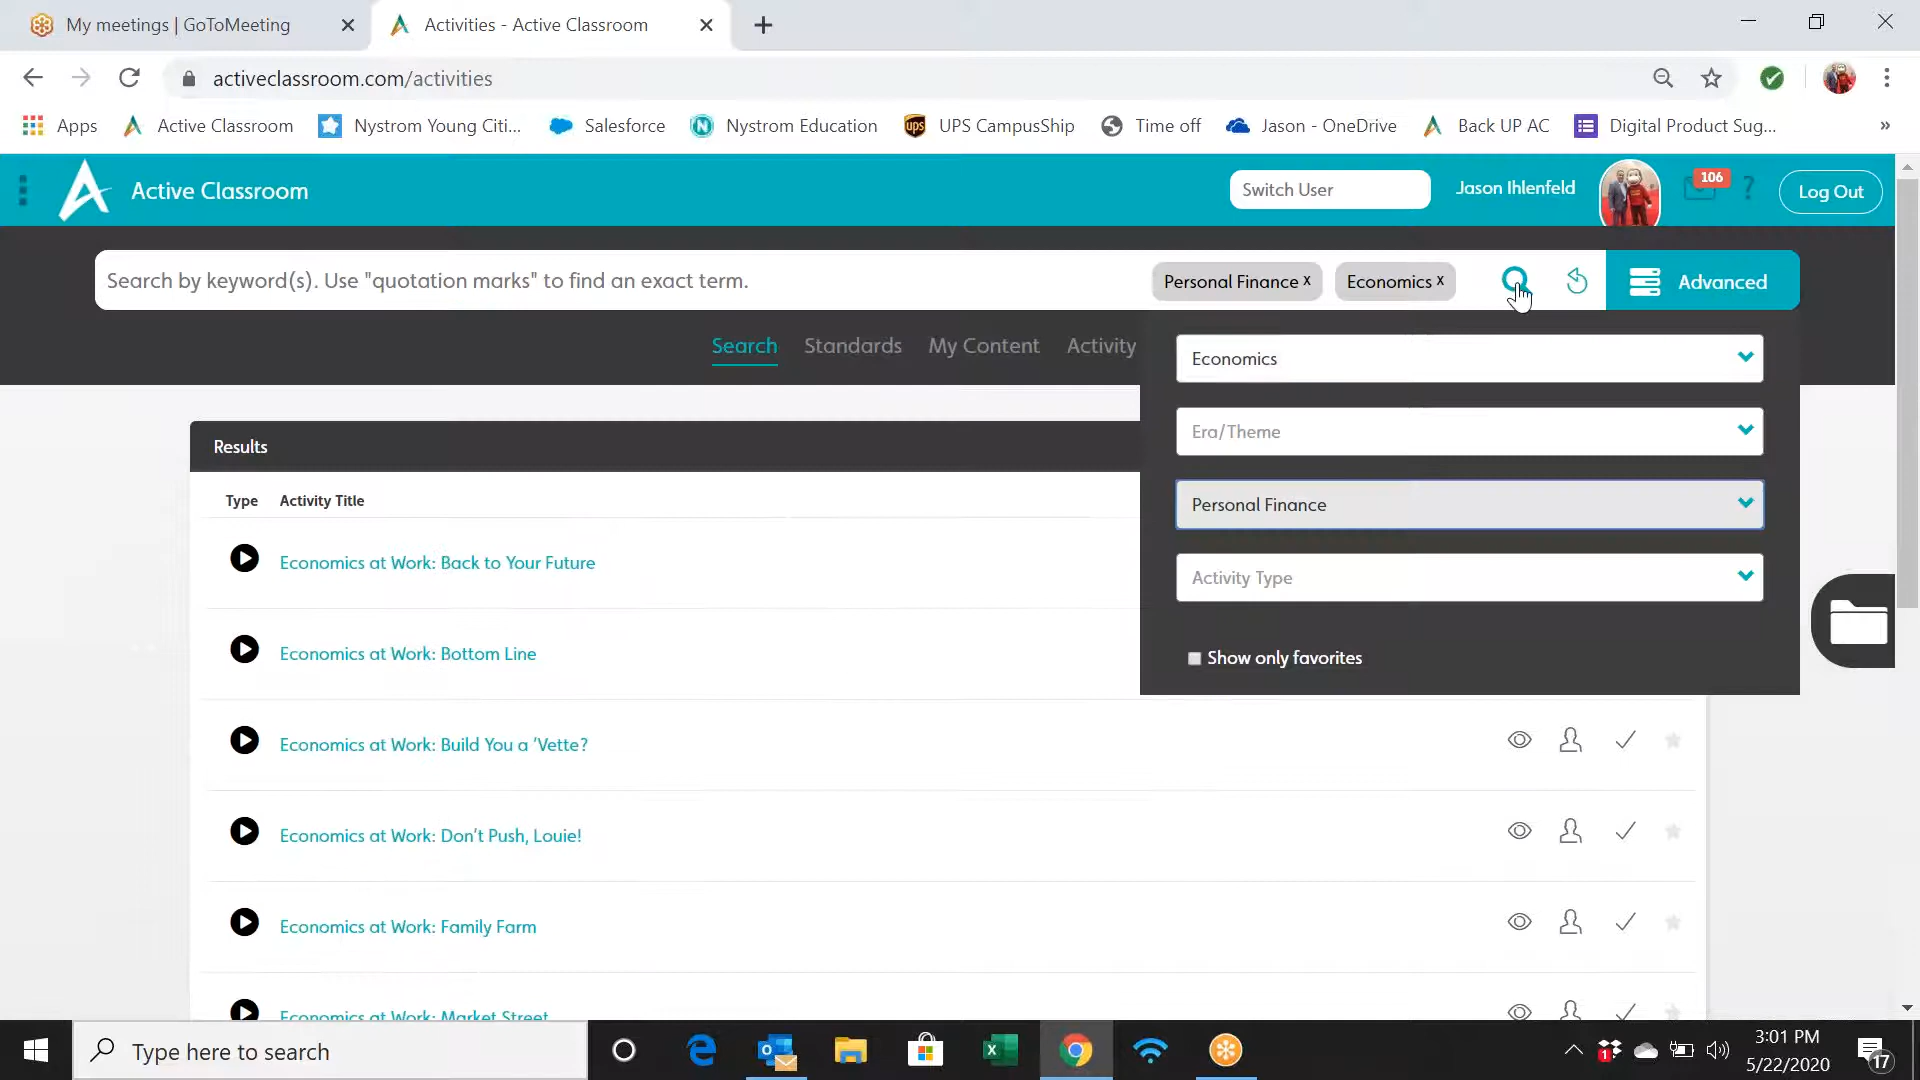 My meetings | GoToMeeting
Activities - Active Classroom
activeclassroom.com/activities
Apps
Active Classroom
Nystrom Young Citi...
Salesforce
Nystrom Education
UPS CampusShip
Time off
Jason - OneDrive
Back UP AC
Digital Product Sug...
»
Active Classroom
Switch User
Jason Ihlenfeld
106
?
Log Out
Search by keyword(s). Use "quotation marks" to find an exact term.
Personal Finance x
Economics x
Advanced
Search
Standards
My Content
Activity
Economics
Era/Theme
Personal Finance
Activity Type
Show only favorites
Results
Type Activity Title
Economics at Work: Back to Your Future
Economics at Work: Bottom Line
Economics at Work: Build You a 'Vette?
Economics at Work: Don't Push, Louie!
Economics at Work: Family Farm
Economics at Work: Market Street
Type here to search
3:01 PM
5/22/2020
17